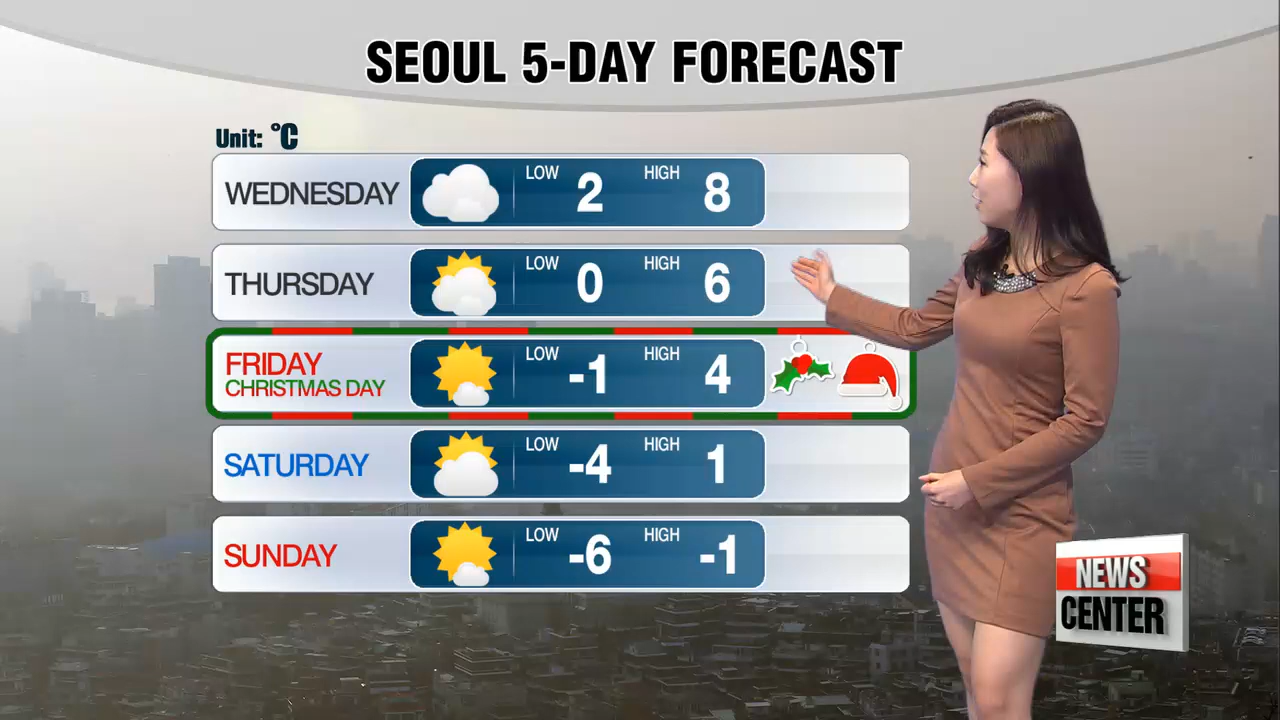 SEOUL 5-DAY FORECAST
Unit: °C
WEDNESDAY LOW 2 HIGH 8
THURSDAY LOW 0 HIGH 6
FRIDAY
CHRISTMAS DAY LOW -1 HIGH 4
SATURDAY LOW -4 HIGH 1
SUNDAY LOW -6 HIGH -1
NEWS
CENTER